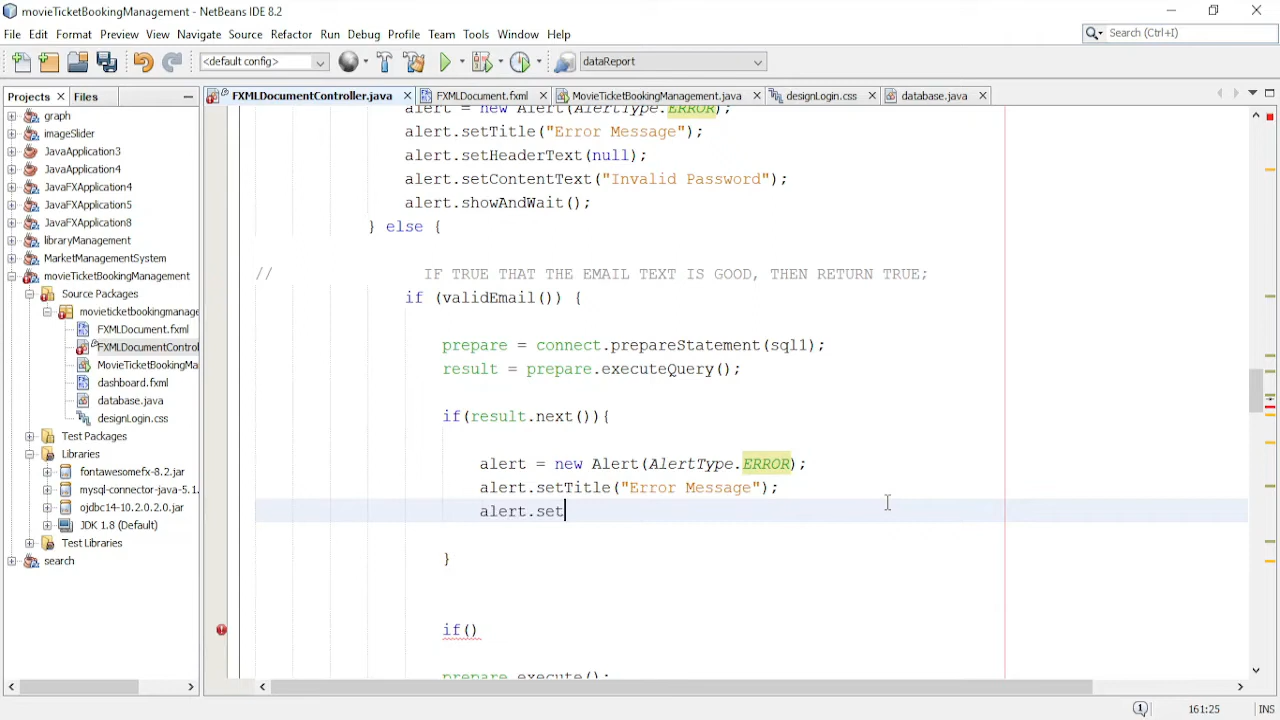 movieTicketBookingManagement - NetBeans IDE 8.2
File Edit Format Preview View Navigate Source Refactor Run Debug Profile Team Tools Window Help
Search (Ctrl+I)
<default config>
dataReport
Projects
Files
FXMLDocumentController.java
FXMLDocument.fxml
MovieTicketBookingManagement.java
designLogin.css
database.java
graph
imageSlider
JavaApplication3
JavaApplication4
JavaFXApplication4
JavaFXApplication5
JavaFXApplication8
libraryManagement
MarketManagementSystem
movieTicketBookingManagement
Source Packages
movieticketbookingmanage
FXMLDocument.fxml
FXMLDocumentControl
MovieTicketBookingMa
dashboard.fxml
database.java
designLogin.css
Test Packages
Libraries
fontawesomefx-8.2.jar
mysql-connector-java-5.1.
ojdbc14-10.2.0.2.0.jar
JDK 1.8 (Default)
Test Libraries
search
alert = new Alert(AlertType.ERROR);
alert.setTitle("Error Message");
alert.setHeaderText(null);
alert.setContentText("Invalid Password");
alert.showAndWait();
} else {
// IF TRUE THAT THE EMAIL TEXT IS GOOD, THEN RETURN TRUE;
if (validEmail()) {
prepare = connect.prepareStatement(sql1);
result = prepare.executeQuery();
if(result.next()){
alert = new Alert(AlertType.ERROR);
alert.setTitle("Error Message");
alert.set
}
if()
prepare.execute();
1
161:25
INS